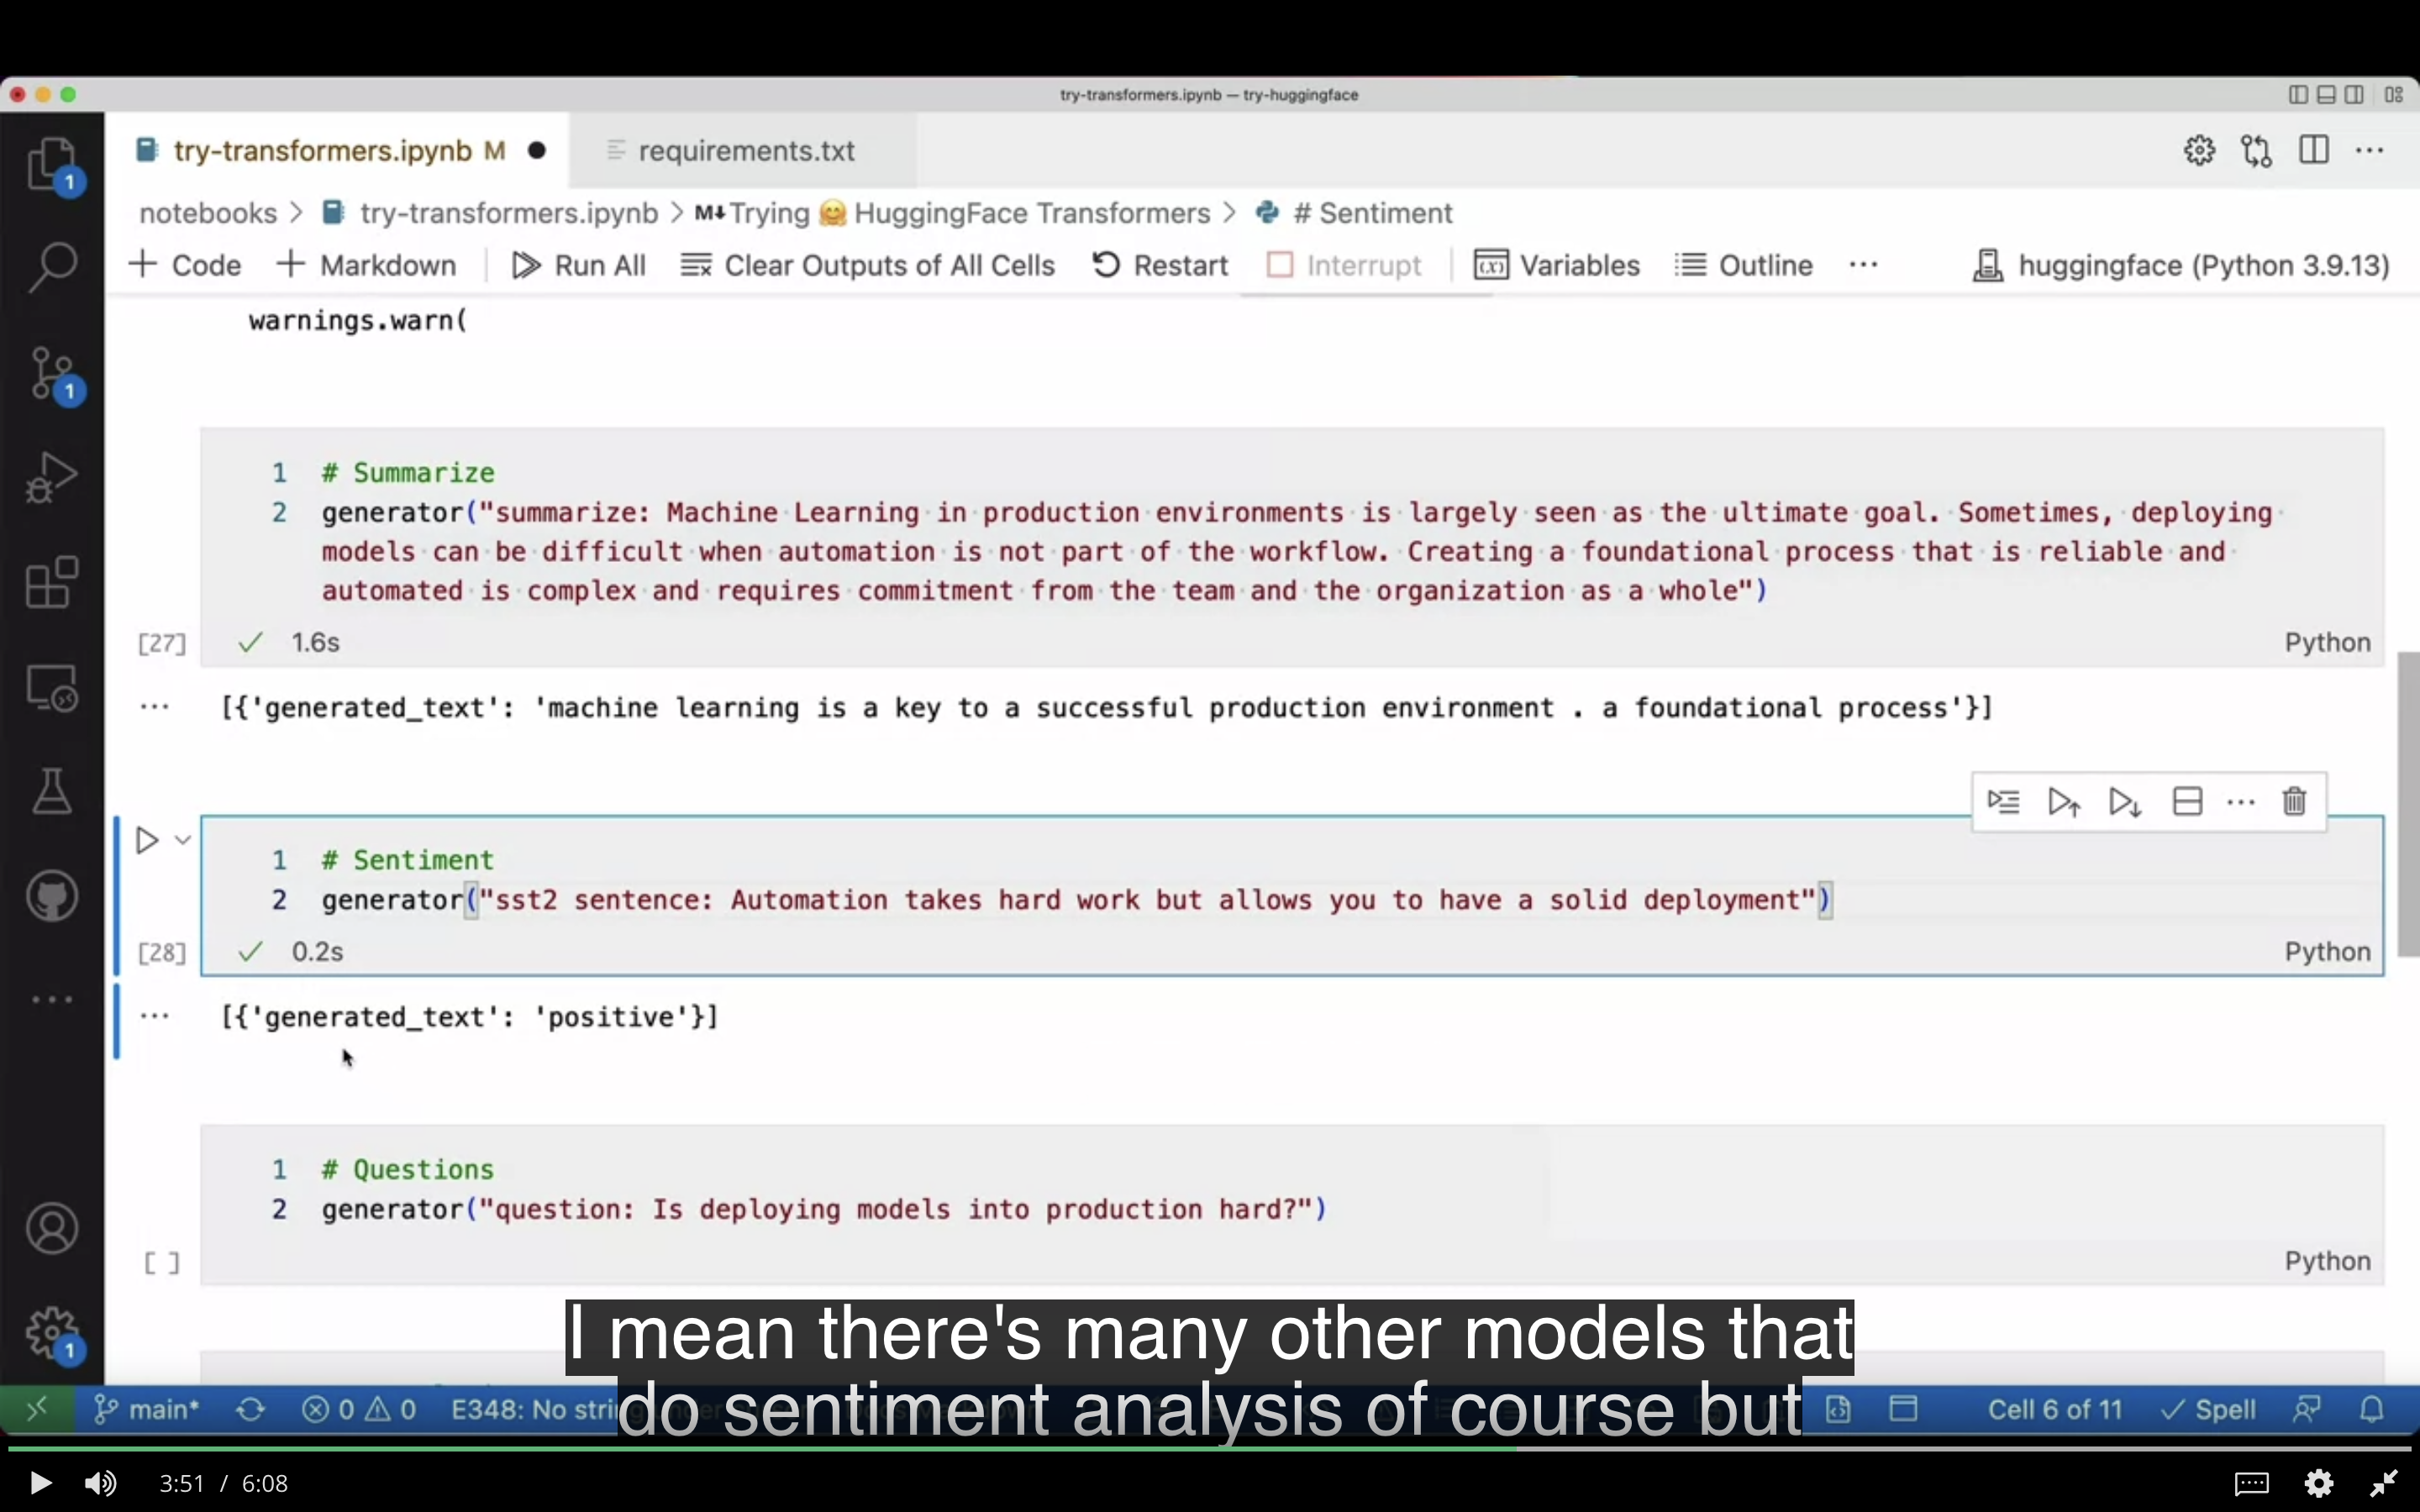 try-transformers.ipynb — try-huggingface
try-transformers.ipynb M
requirements.txt
notebooks > try-transformers.ipynb > M↓Trying 🤗 HuggingFace Transformers > # Sentiment
+ Code + Markdown Run All Clear Outputs of All Cells Restart Interrupt (x) Variables Outline ··· huggingface (Python 3.9.13)
1
1
1
warnings.warn(
1 # Summarize
2 generator("summarize: Machine Learning in production environments is largely seen as the ultimate goal. Sometimes, deploying
models can be difficult when automation is not part of the workflow. Creating a foundational process that is reliable and
automated is complex and requires commitment from the team and the organization as a whole")
[27] ✓ 1.6s Python
··· [{'generated_text': 'machine learning is a key to a successful production environment . a foundational process'}]
1 # Sentiment
2 generator("sst2 sentence: Automation takes hard work but allows you to have a solid deployment")
[28] ✓ 0.2s Python
··· [{'generated_text': 'positive'}]
1 # Questions
2 generator("question: Is deploying models into production hard?")
[ ] Python
I mean there's many other models that
do sentiment analysis of course but
main* 0 0 E348: No stri Cell 6 of 11 ✓ Spell
3:51 / 6:08